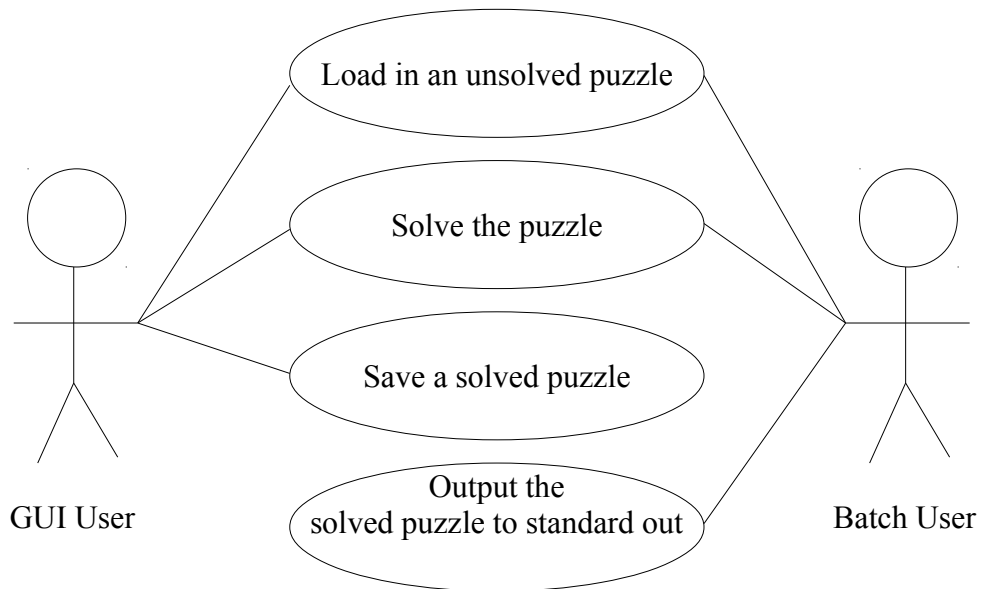 Load in an unsolved puzzle
Solve the puzzle
Save a solved puzzle
Output the
solved puzzle to standard out
GUI User
Batch User